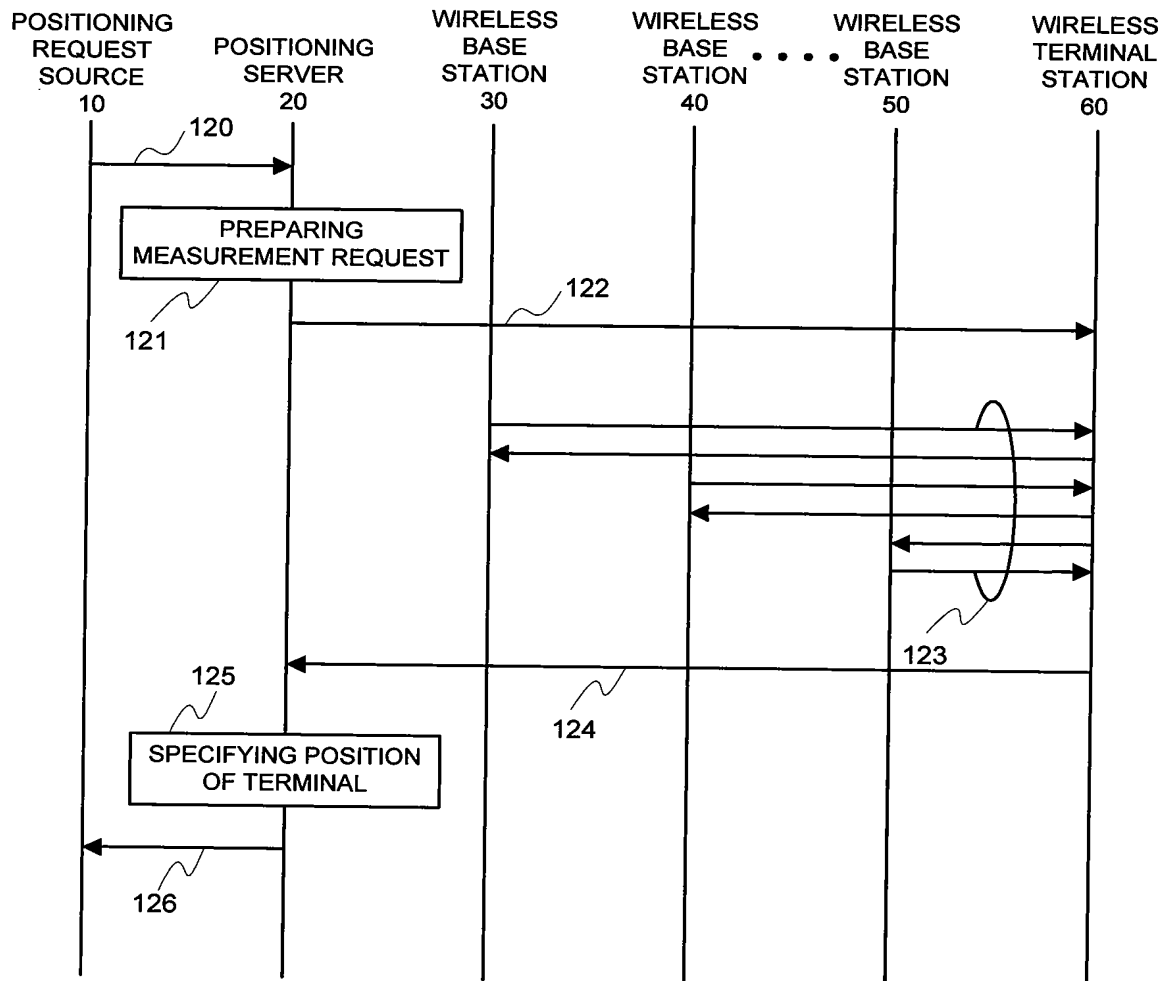 POSITIONING
REQUEST
SOURCE
10
POSITIONING
SERVER
20
WIRELESS
BASE
STATION
30
WIRELESS
BASE
STATION
40
WIRELESS
BASE
STATION
50
WIRELESS
TERMINAL
STATION
60
120
PREPARING
MEASUREMENT REQUEST
121
122
123
124
125
SPECIFYING POSITION
OF TERMINAL
126